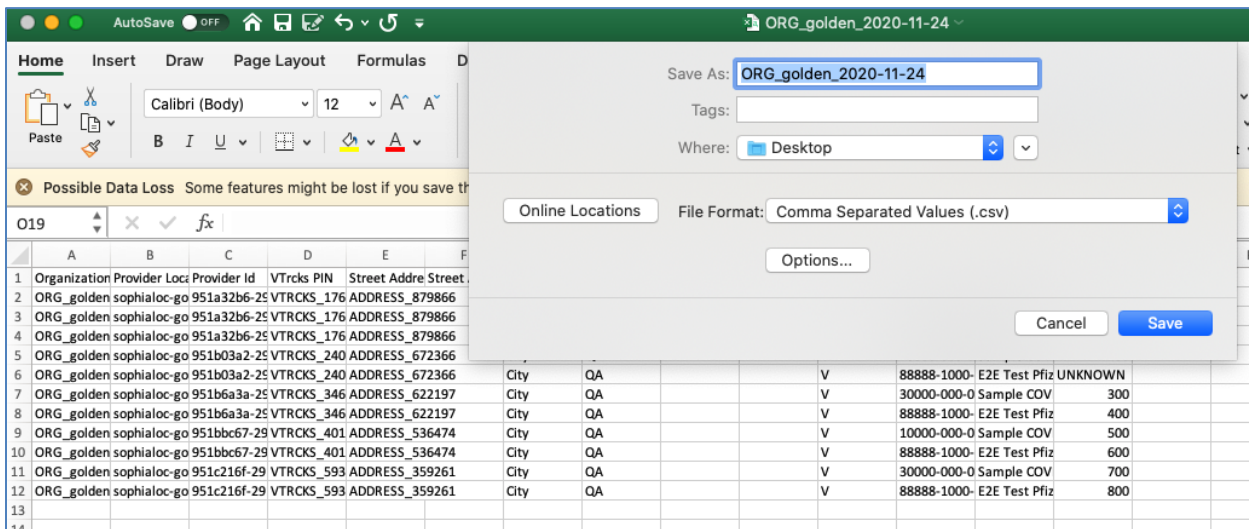 AutoSave OFF ORG_golden_2020-11-24
Home Insert Draw Page Layout Formulas D
Save As: ORG_golden_2020-11-24
Tags:
Calibri (Body) 12 A A
Paste
B I U A
Where: Desktop
Possible Data Loss Some features might be lost if you save th
Online Locations File Format: Comma Separated Values (.csv)
O19 fx
Options...
A B C D E F
1 Organization Provider Loca Provider Id VTrcks PIN Street Addre Street
2 ORG_golden sophialoc-go 951a32b6-29 VTRCKS_176 ADDRESS_879866
3 ORG_golden sophialoc-go 951a32b6-29 VTRCKS_176 ADDRESS_879866
Cancel Save
4 ORG_golden sophialoc-go 951a32b6-29 VTRCKS_176 ADDRESS_879866
5 ORG_golden sophialoc-go 951b03a2-29 VTRCKS_240 ADDRESS_672366
6 ORG_golden sophialoc-go 951b03a2-29 VTRCKS_240 ADDRESS_672366 City QA V 88888-1000- E2E Test Pfiz UNKNOWN
7 ORG_golden sophialoc-go 951b6a3a-29 VTRCKS_346 ADDRESS_622197 City QA V 30000-000-0 Sample COV 300
8 ORG_golden sophialoc-go 951b6a3a-29 VTRCKS_346 ADDRESS_622197 City QA V 88888-1000- E2E Test Pfiz 400
9 ORG_golden sophialoc-go 951bbc67-29 VTRCKS_401 ADDRESS_536474 City QA V 10000-000-0 Sample COV 500
10 ORG_golden sophialoc-go 951bbc67-29 VTRCKS_401 ADDRESS_536474 City QA V 88888-1000- E2E Test Pfiz 600
11 ORG_golden sophialoc-go 951c216f-29 VTRCKS_593 ADDRESS_359261 City QA V 30000-000-0 Sample COV 700
12 ORG_golden sophialoc-go 951c216f-29 VTRCKS_593 ADDRESS_359261 City QA V 88888-1000- E2E Test Pfiz 800
13